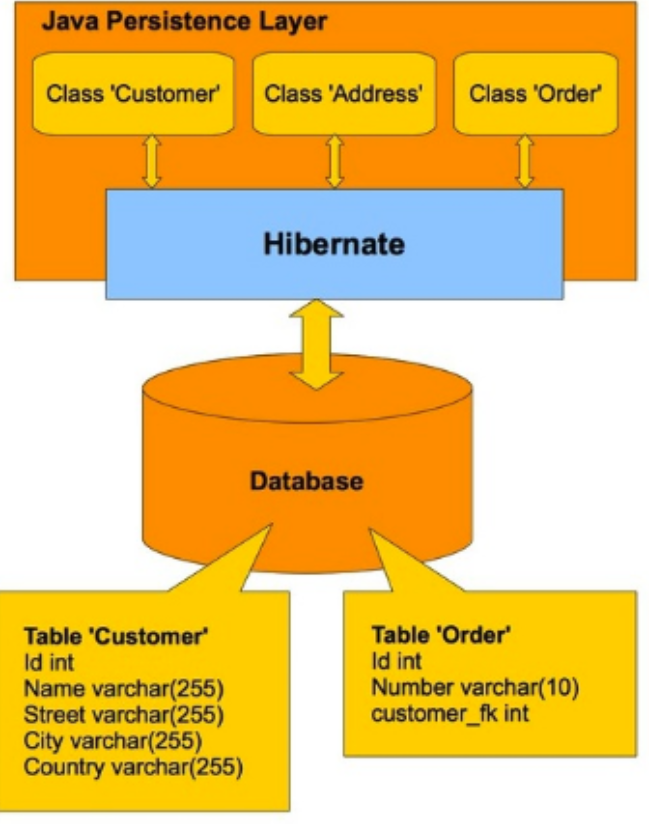 Java Persistence Layer
Class 'Customer'
Class 'Address'
Class 'Order'
Hibernate
Database
Table 'Customer'
Id int
Name varchar(255)
Street varchar(255)
City varchar(255)
Country varchar(255)
Table 'Order'
Id int
Number varchar(10)
customer_fk int